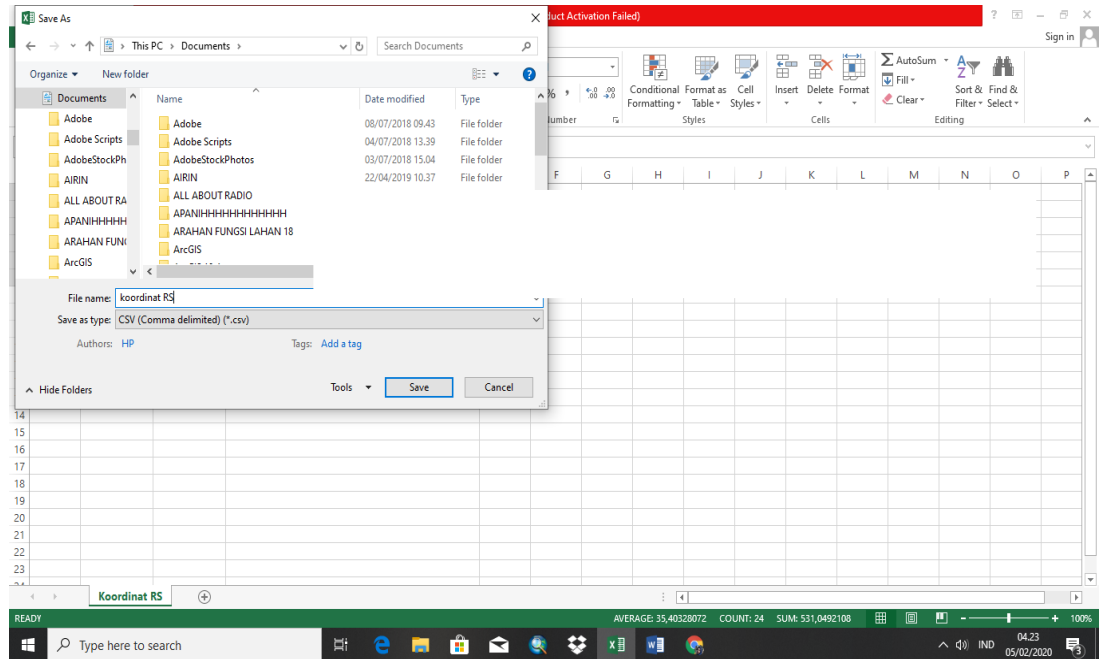 Save As
duct Activation Failed)
Sign in
This PC > Documents >
Search Documents
Organize
New folder
AutoSum
Fill
Clear
Conditional Formatting
Format as Table
Cell Styles
Insert
Delete
Format
Sort & Filter
Find & Select
Number
Styles
Cells
Editing
Documents
Adobe
Adobe Scripts
AdobeStockPh
AIRIN
ALL ABOUT RA
APANIHHHHH
ARAHAN FUN
ArcGIS
Name Date modified Type
Adobe 08/07/2018 09.43 File folder
Adobe Scripts 04/07/2018 13.39 File folder
AdobeStockPhotos 03/07/2018 15.04 File folder
AIRIN 22/04/2019 10.37 File folder
ALL ABOUT RADIO
APANIHHHHHHHHHHHH
ARAHAN FUNGSI LAHAN 18
ArcGIS
F G H I J K L M N O P
File name: koordinat RS
Save as type: CSV (Comma delimited) (*.csv)
Authors: HP Tags: Add a tag
Hide Folders Tools Save Cancel
14
15
16
17
18
19
20
21
22
23
Koordinat RS
READY AVERAGE: 35,40328072 COUNT: 24 SUM: 531,0492108 100%
Type here to search
IND
04.23
05/02/2020